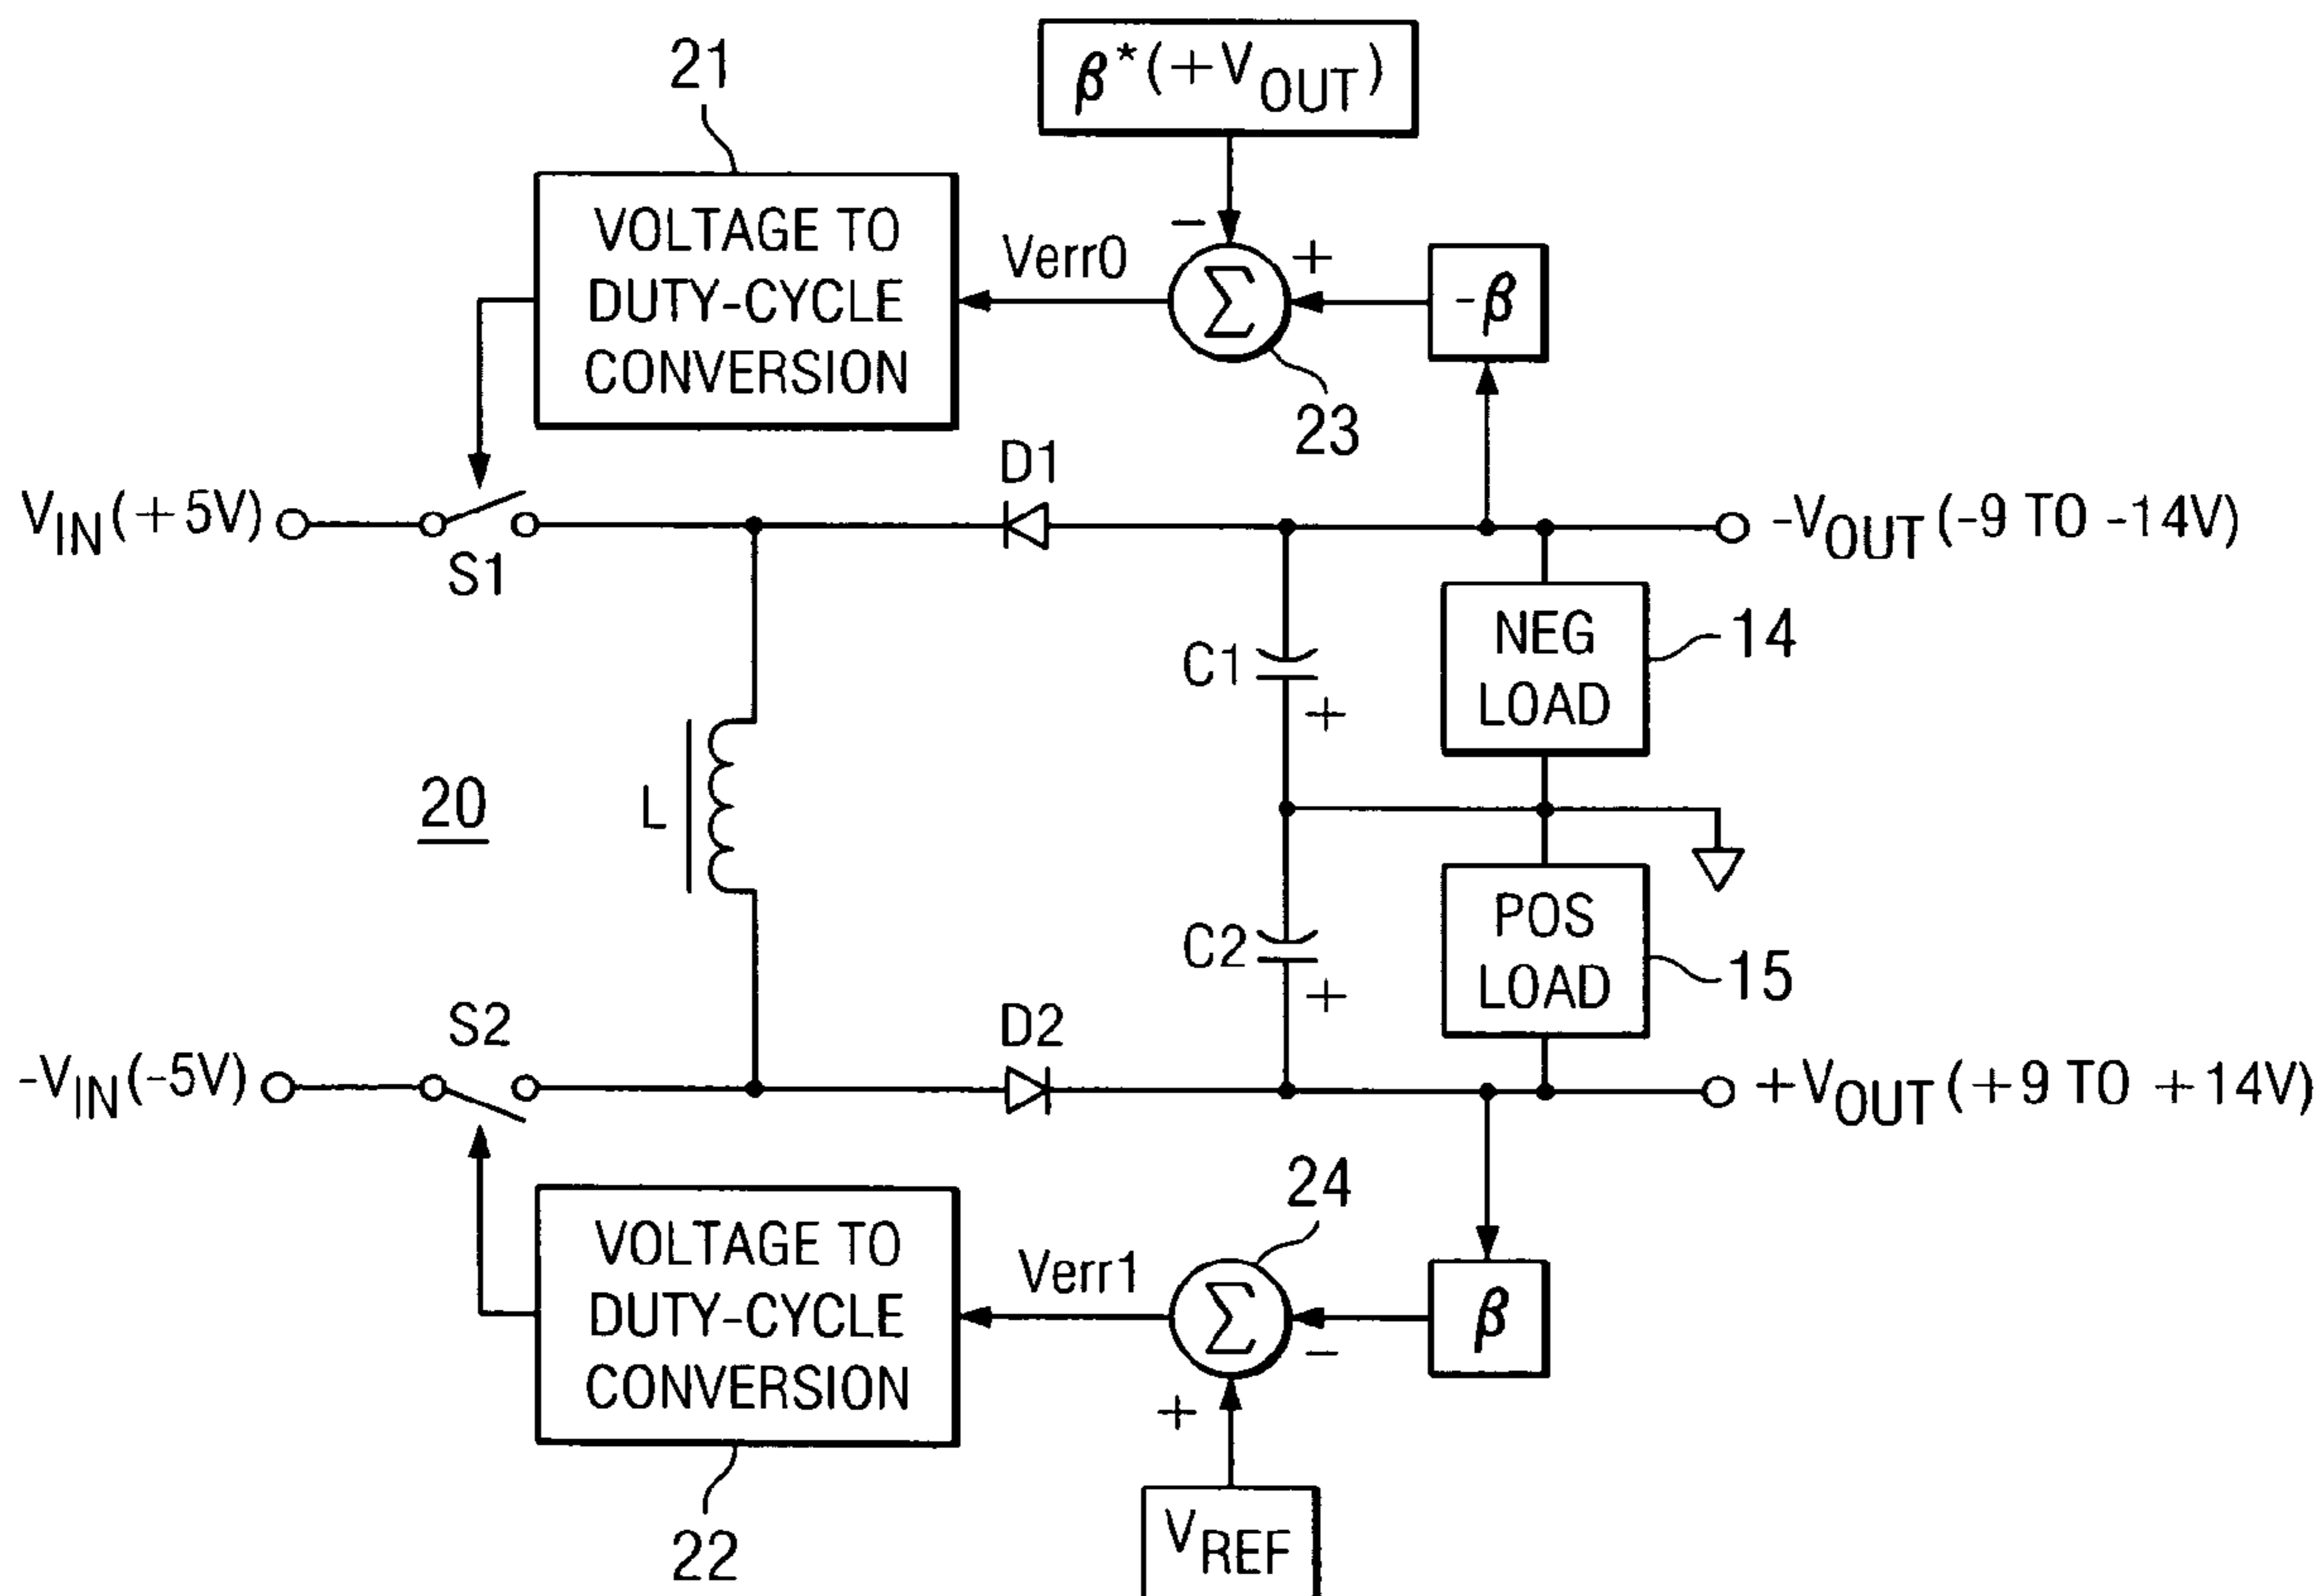 β*(+VOUT)
21
VOLTAGE TO
DUTY-CYCLE
CONVERSION
Verr0
−
+
Σ
-β
23
VIN(+5V)
S1
D1
-VOUT(-9 TO -14V)
C1
+
NEG
LOAD
14
20
L
C2
+
POS
LOAD
15
-VIN(-5V)
S2
D2
+VOUT(+9 TO +14V)
VOLTAGE TO
DUTY-CYCLE
CONVERSION
22
Verr1
24
Σ
−
+
β
VREF